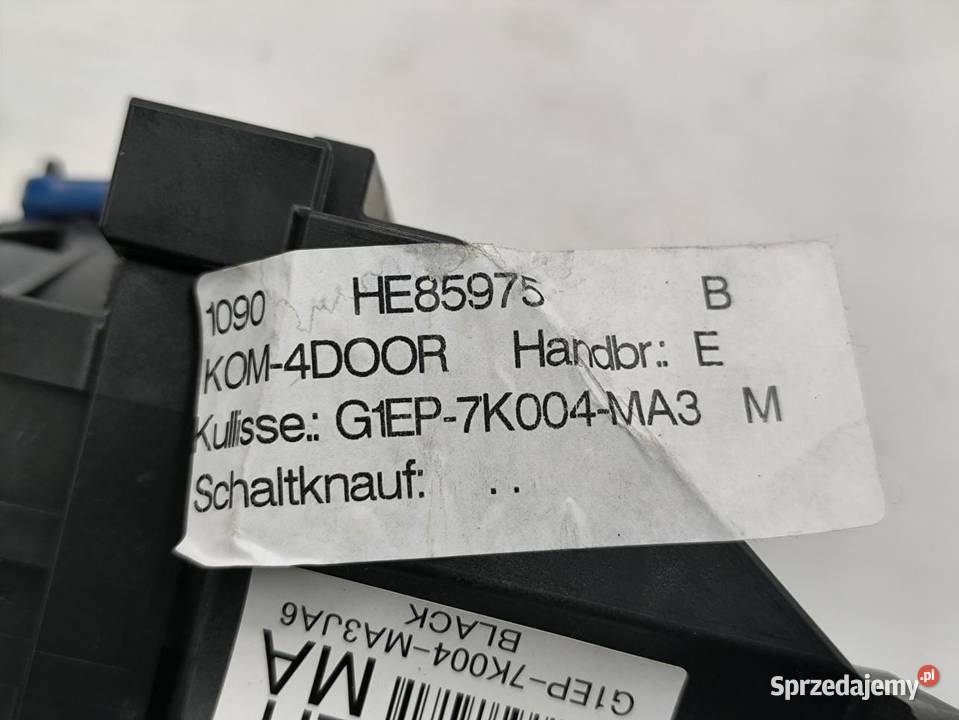 1090 HE85975 B
KOM-4DOOR Handbr.: E
Kullisse.: G1EP-7K004-MA3 M
Schaltknauf: ..
G1EP-7K004-MA3JA6
BLACK
MA
Sprzedajemy.pl